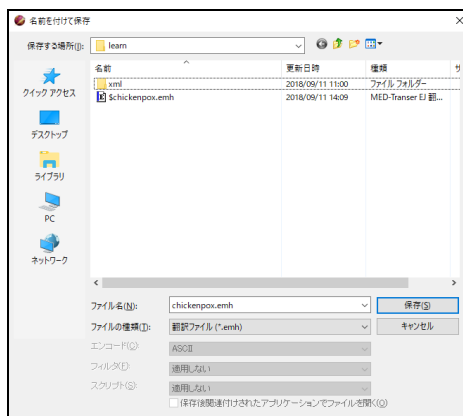 名前を付けて保存
保存する場所(I):
learn
名前
更新日時
種類
サ
xml
2018/09/11 11:00
ファイル フォルダー
$chickenpox.emh
2018/09/11 14:09
MED-Transer EJ 翻...
クイック アクセス
デスクトップ
ライブラリ
PC
ネットワーク
ファイル名(N):
chickenpox.emh
保存(S)
ファイルの種類(T):
翻訳ファイル (*.emh)
キャンセル
エンコード(C):
ASCII
フィルタ(F):
適用しない
スクリプト(S):
適用しない
保存後関連付けされたアプリケーションでファイルを開く(O)